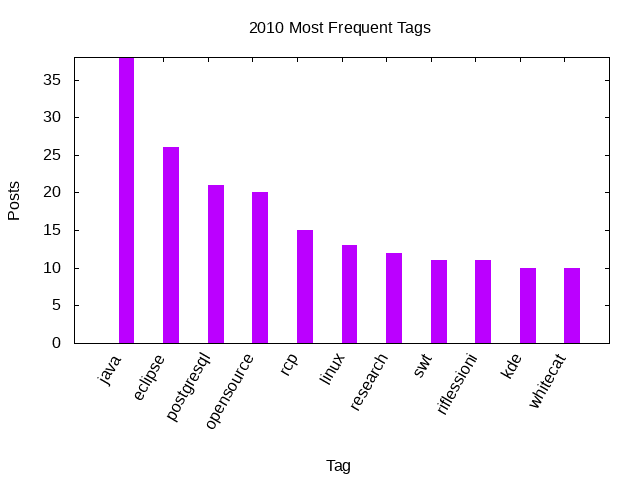 2010 Most Frequent Tags
35
30
25
20
15
10
5
0
Posts
java
eclipse
postgresql
opensource
rcp
linux
research
swt
riflessioni
kde
whitecat
Tag